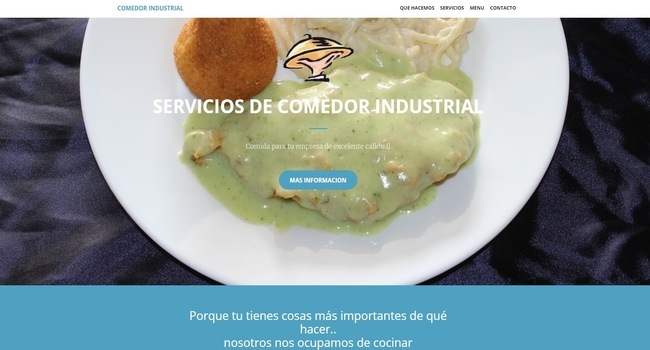 COMEDOR INDUSTRIAL
QUE HACEMOS SERVICIOS MENU CONTACTO
SERVICIOS DE COMEDOR INDUSTRIAL
Comida para tu empresa de excelente calidad!
MAS INFORMACION
Porque tu tienes cosas más importantes de qué
hacer..
nosotros nos ocupamos de cocinar